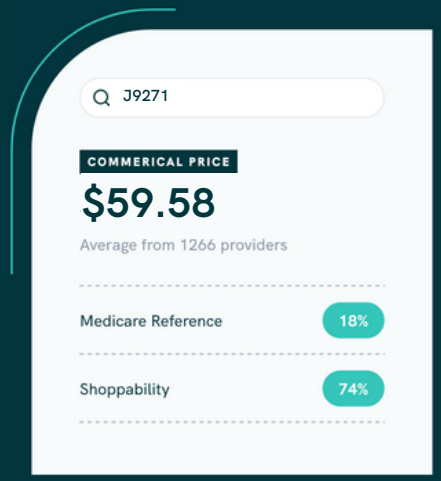 J9271
COMMERICAL PRICE
$59.58
Average from 1266 providers
Medicare Reference 18%
Shoppability 74%